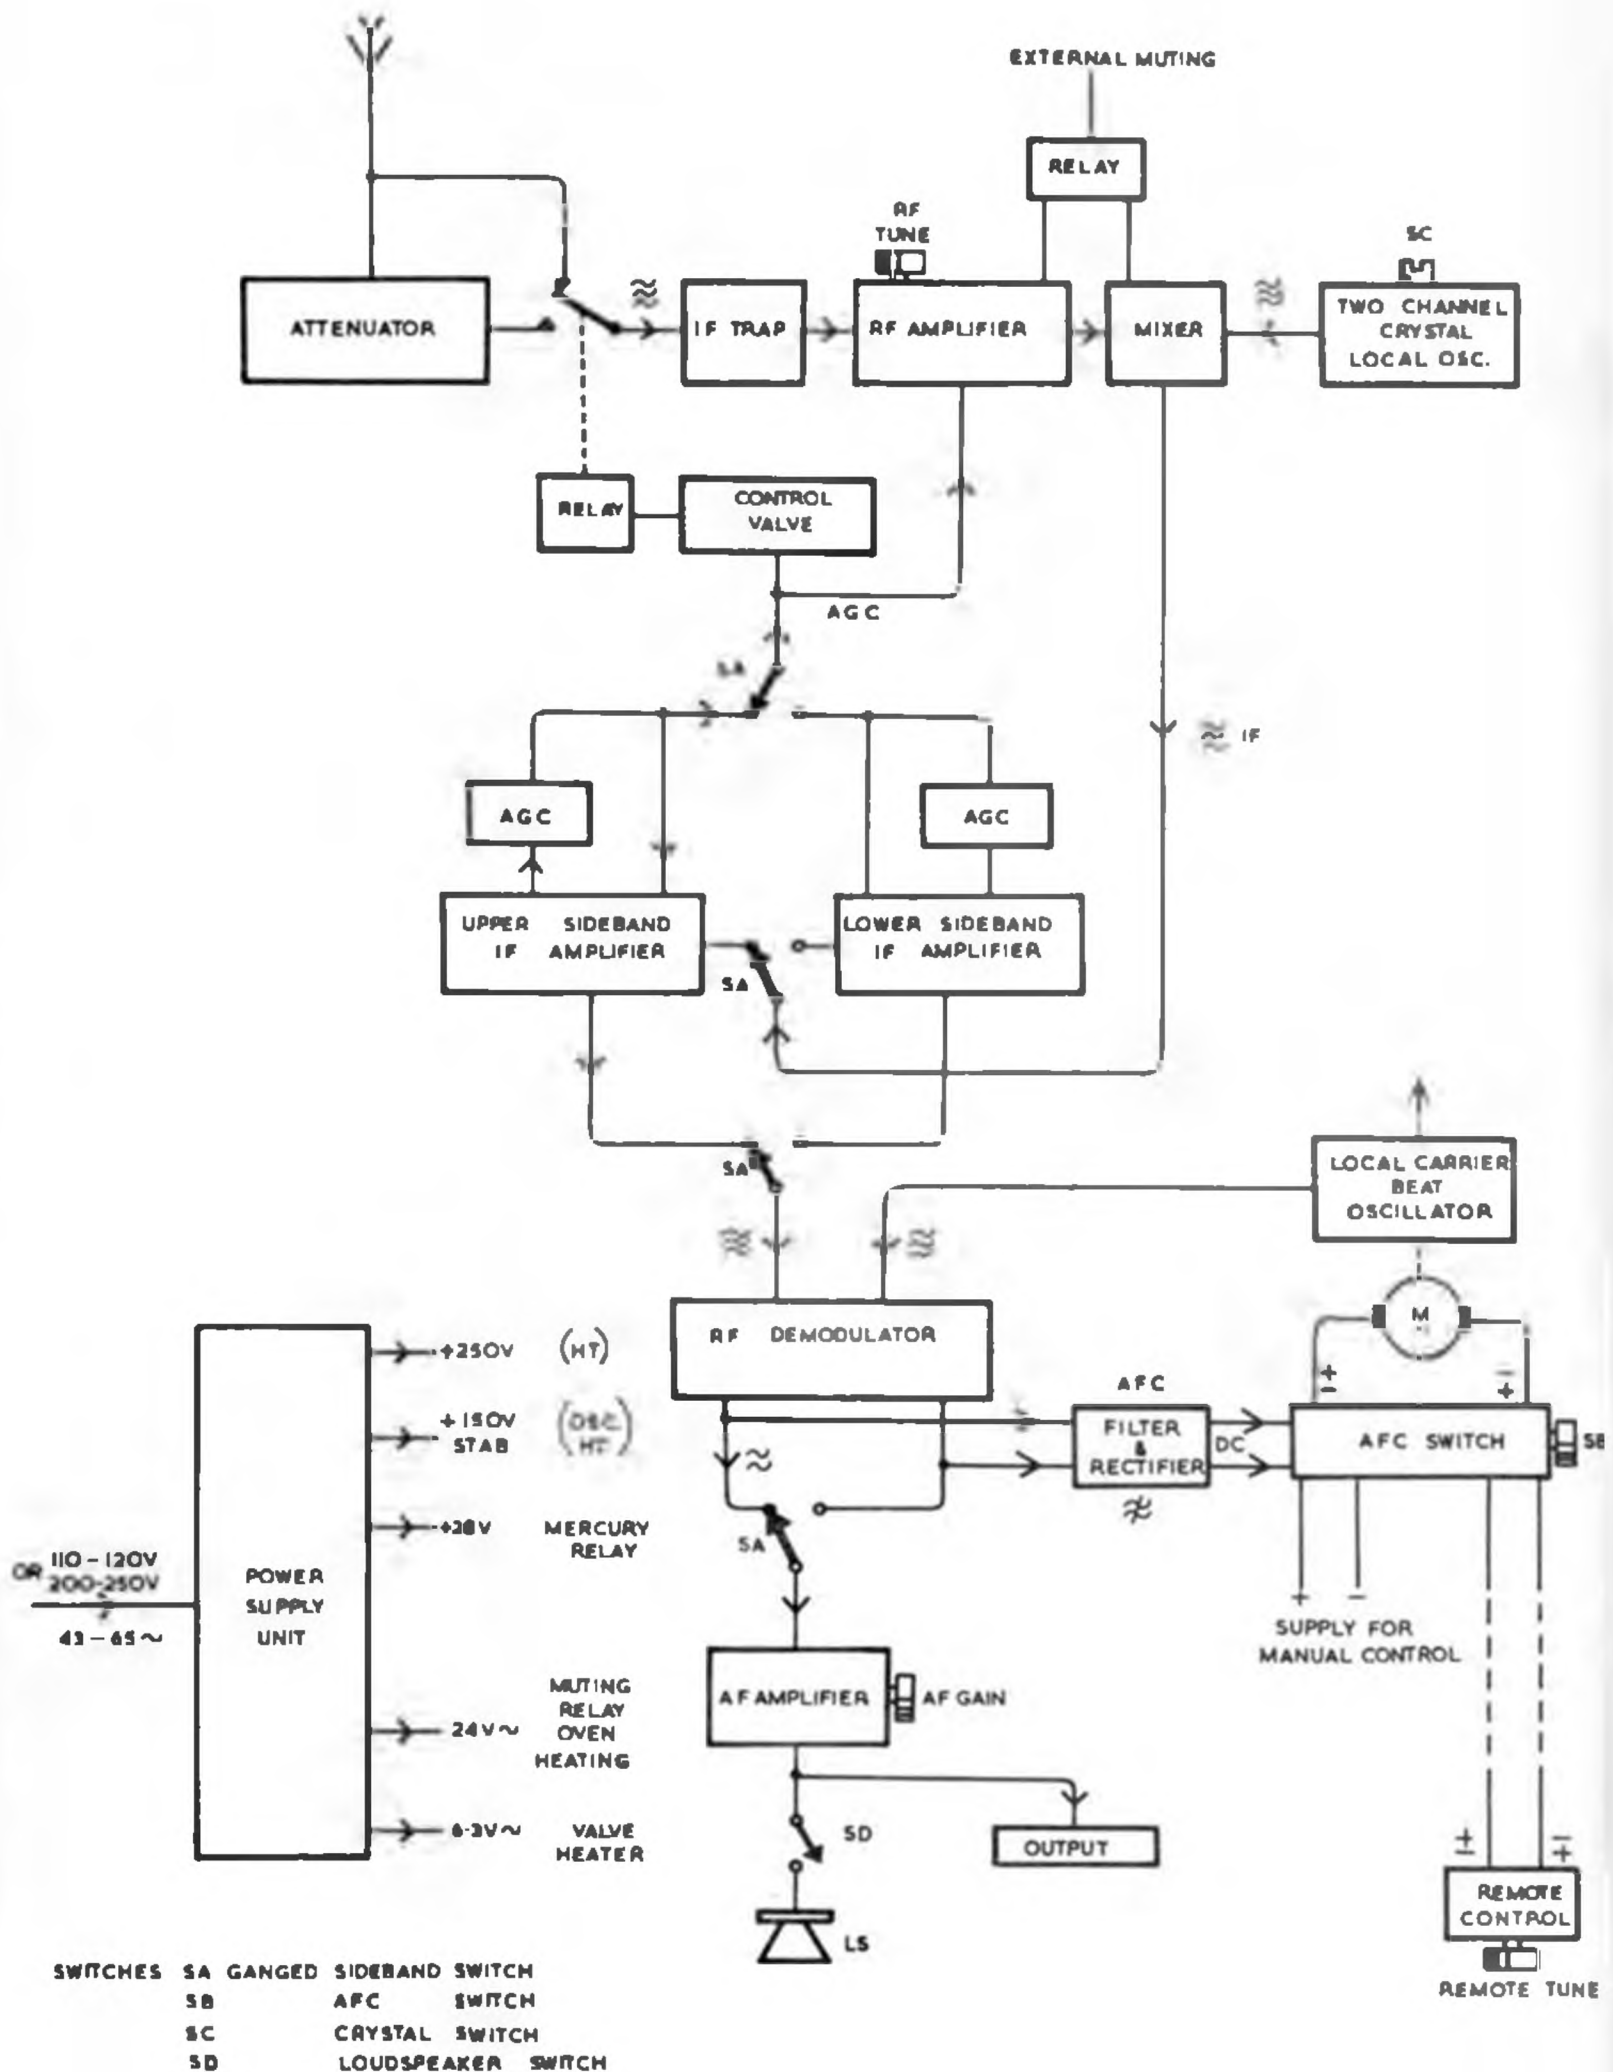 EXTERNAL MUTING
RELAY
RF
TUNE
SC
ATTENUATOR
IF TRAP
RF AMPLIFIER
MIXER
TWO CHANNEL
CRYSTAL
LOCAL OSC.
RELAY
CONTROL
VALVE
AGC
SA
IF
AGC
AGC
UPPER SIDEBAND
IF AMPLIFIER
LOWER SIDEBAND
IF AMPLIFIER
SA
SA
LOCAL CARRIER
BEAT
OSCILLATOR
M
RF DEMODULATOR
+250V (HT)
+150V
STAB
(OSC.
HT)
+28V
MERCURY
RELAY
AFC
FILTER
&
RECTIFIER
DC
AFC SWITCH
SB
+ -
- +
SA
OR 110-120V
200-250V
43-65~
POWER
SUPPLY
UNIT
+ -
SUPPLY FOR
MANUAL CONTROL
24V~
MUTING
RELAY
OVEN
HEATING
AF AMPLIFIER
AF GAIN
6·3V~
VALVE
HEATER
SD
OUTPUT
+ -
- +
REMOTE
CONTROL
REMOTE TUNE
LS
SWITCHES SA GANGED SIDEBAND SWITCH
SB AFC SWITCH
SC CRYSTAL SWITCH
SD LOUDSPEAKER SWITCH